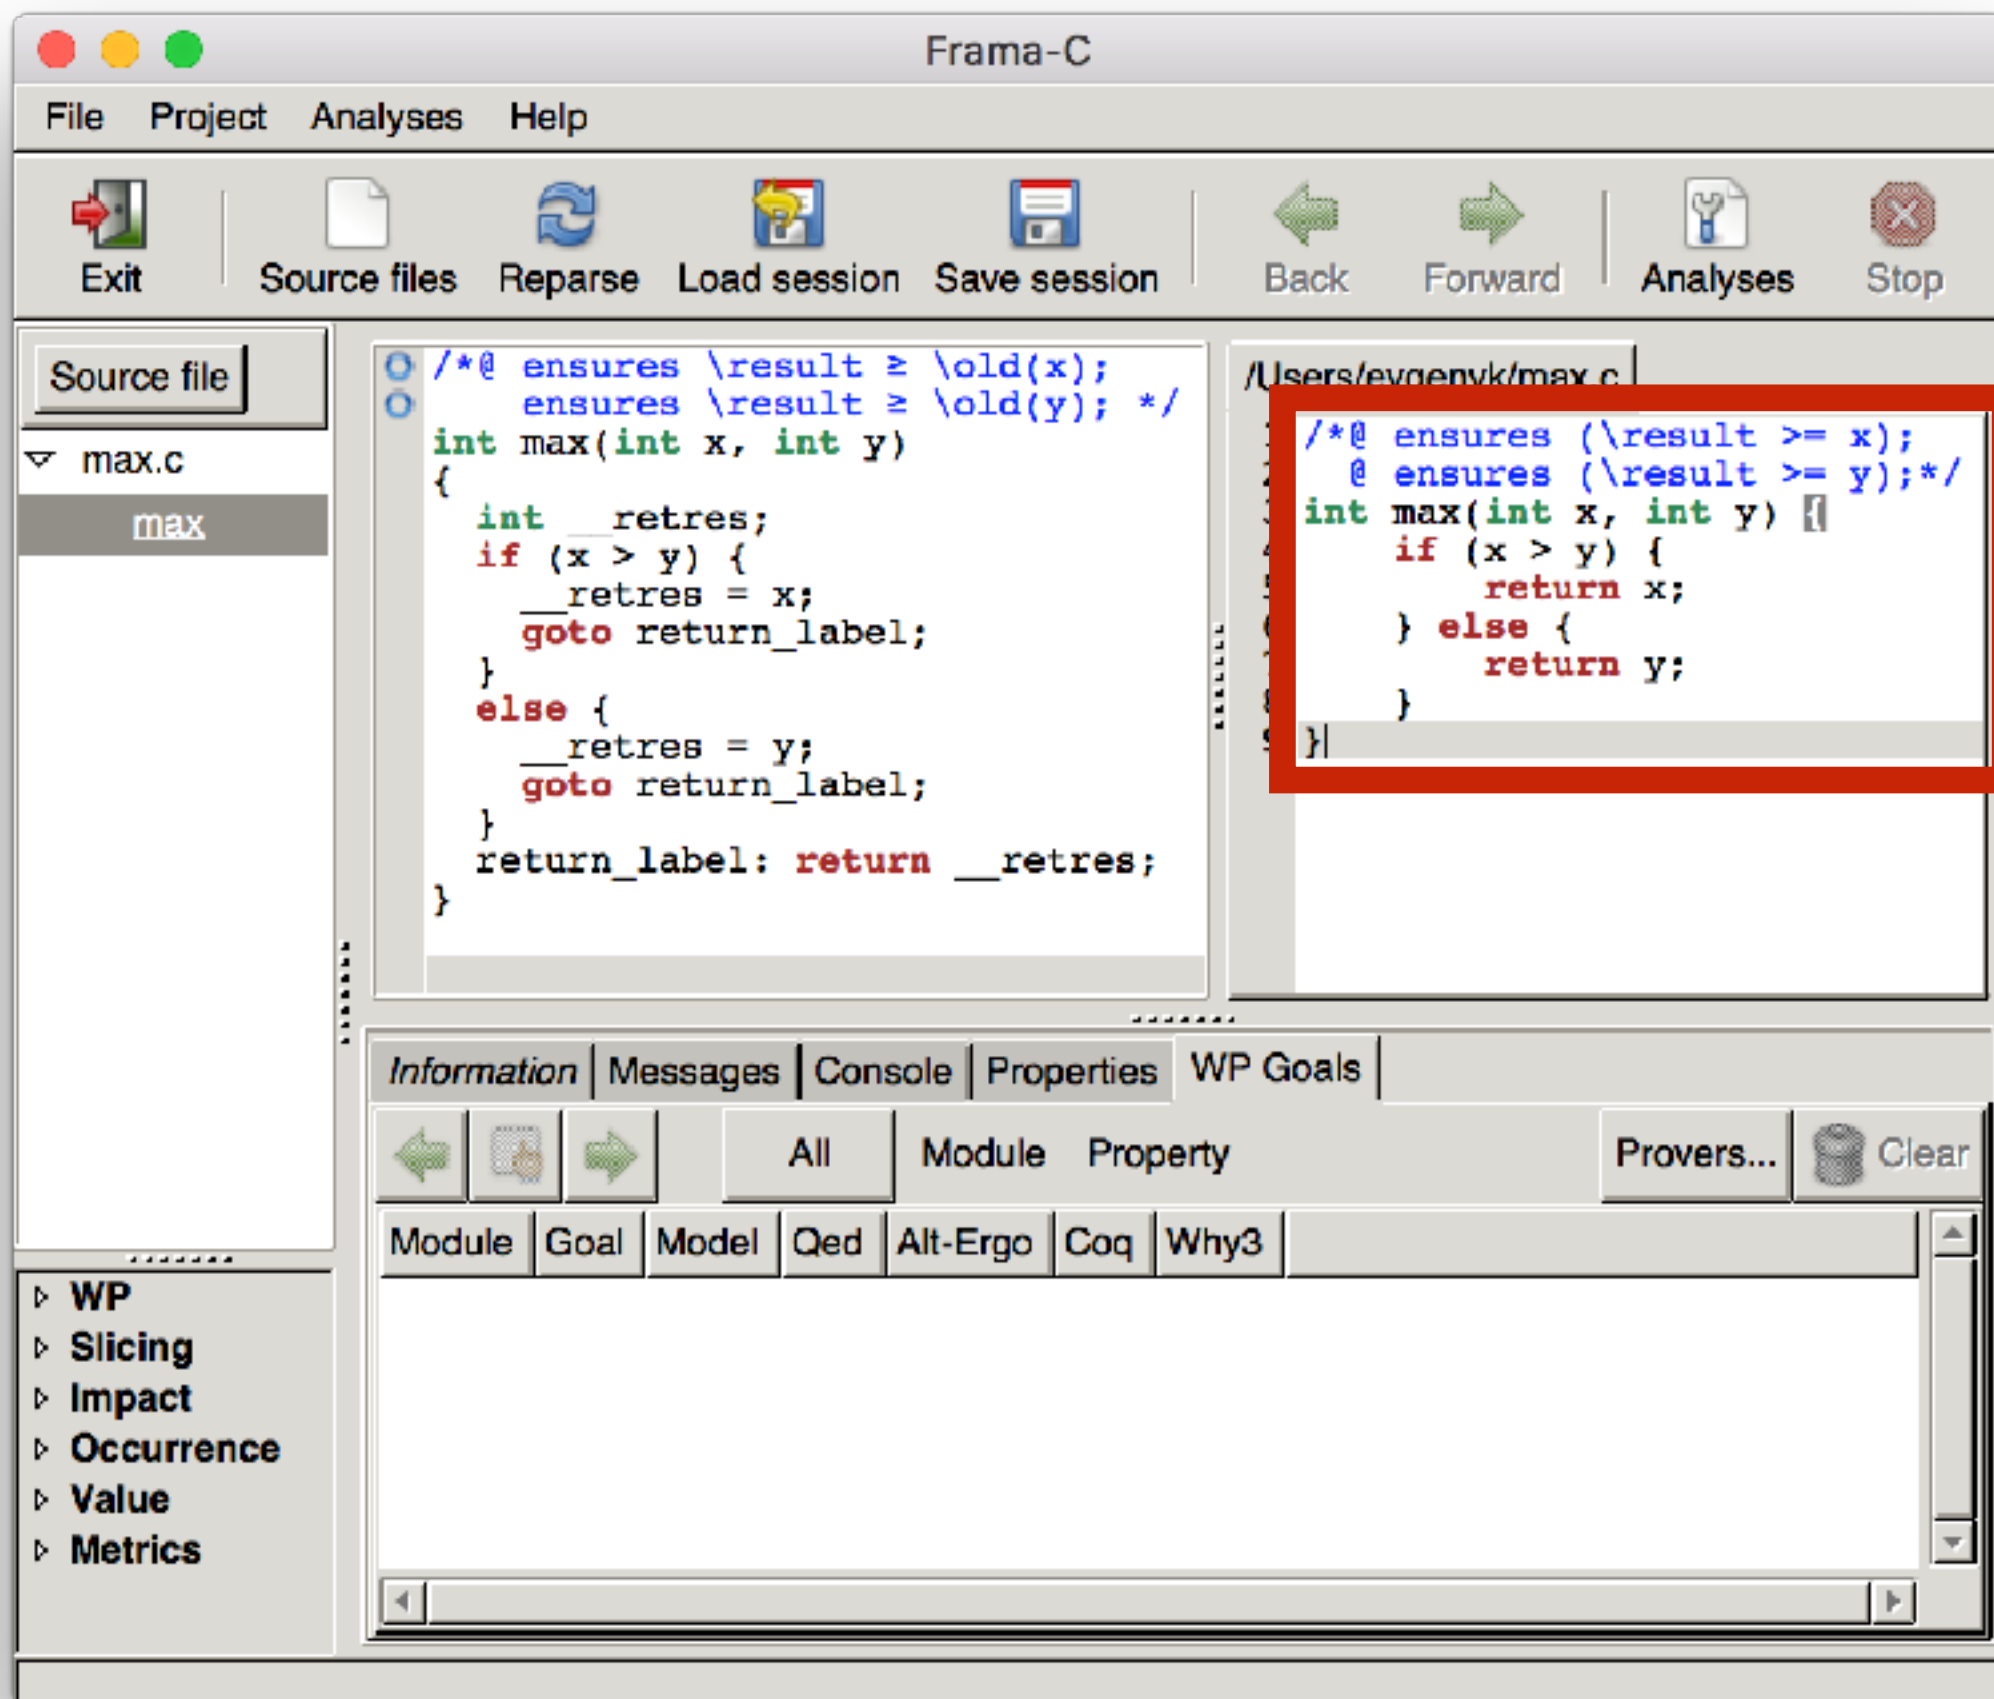 Frama-C
File Project Analyses Help
Exit Source files Reparse Load session Save session Back Forward Analyses Stop
Source file
max.c
max
/*@ ensures \result ≥ \old(x);
ensures \result ≥ \old(y); */
int max(int x, int y)
{
int __retres;
if (x > y) {
__retres = x;
goto return_label;
}
else {
__retres = y;
goto return_label;
}
return_label: return __retres;
}
/Users/evgenyk/max.c
/*@ ensures (\result >= x);
@ ensures (\result >= y);*/
int max(int x, int y) {
if (x > y) {
return x;
} else {
return y;
}
}
Information Messages Console Properties WP Goals
All Module Property Provers... Clear
Module Goal Model Qed Alt-Ergo Coq Why3
WP
Slicing
Impact
Occurrence
Value
Metrics